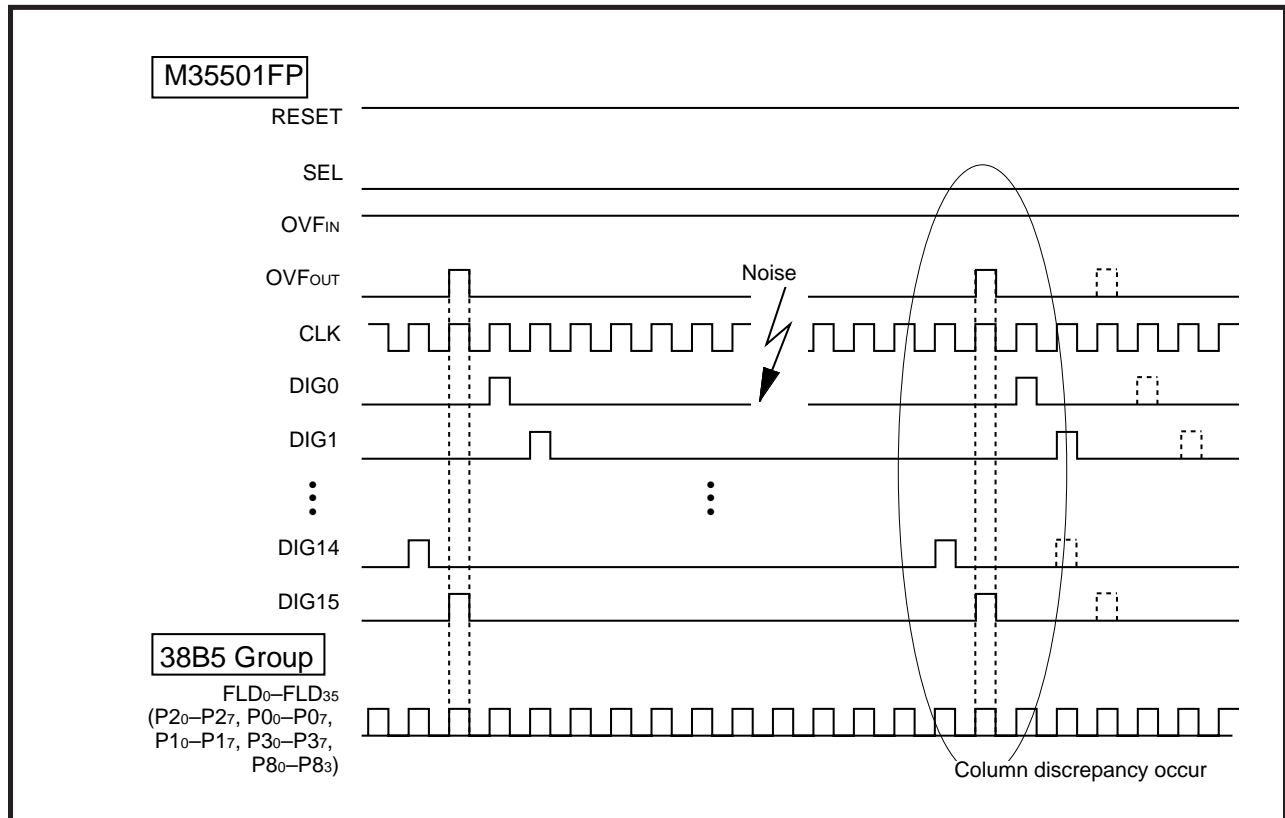 M35501FP
RESET
SEL
OVFIN
OVFOUT
Noise
CLK
DIG0
DIG1
DIG14
DIG15
38B5 Group
FLD0–FLD35
(P20–P27, P00–P07,
P10–P17, P30–P37,
P80–P83)
Column discrepancy occur